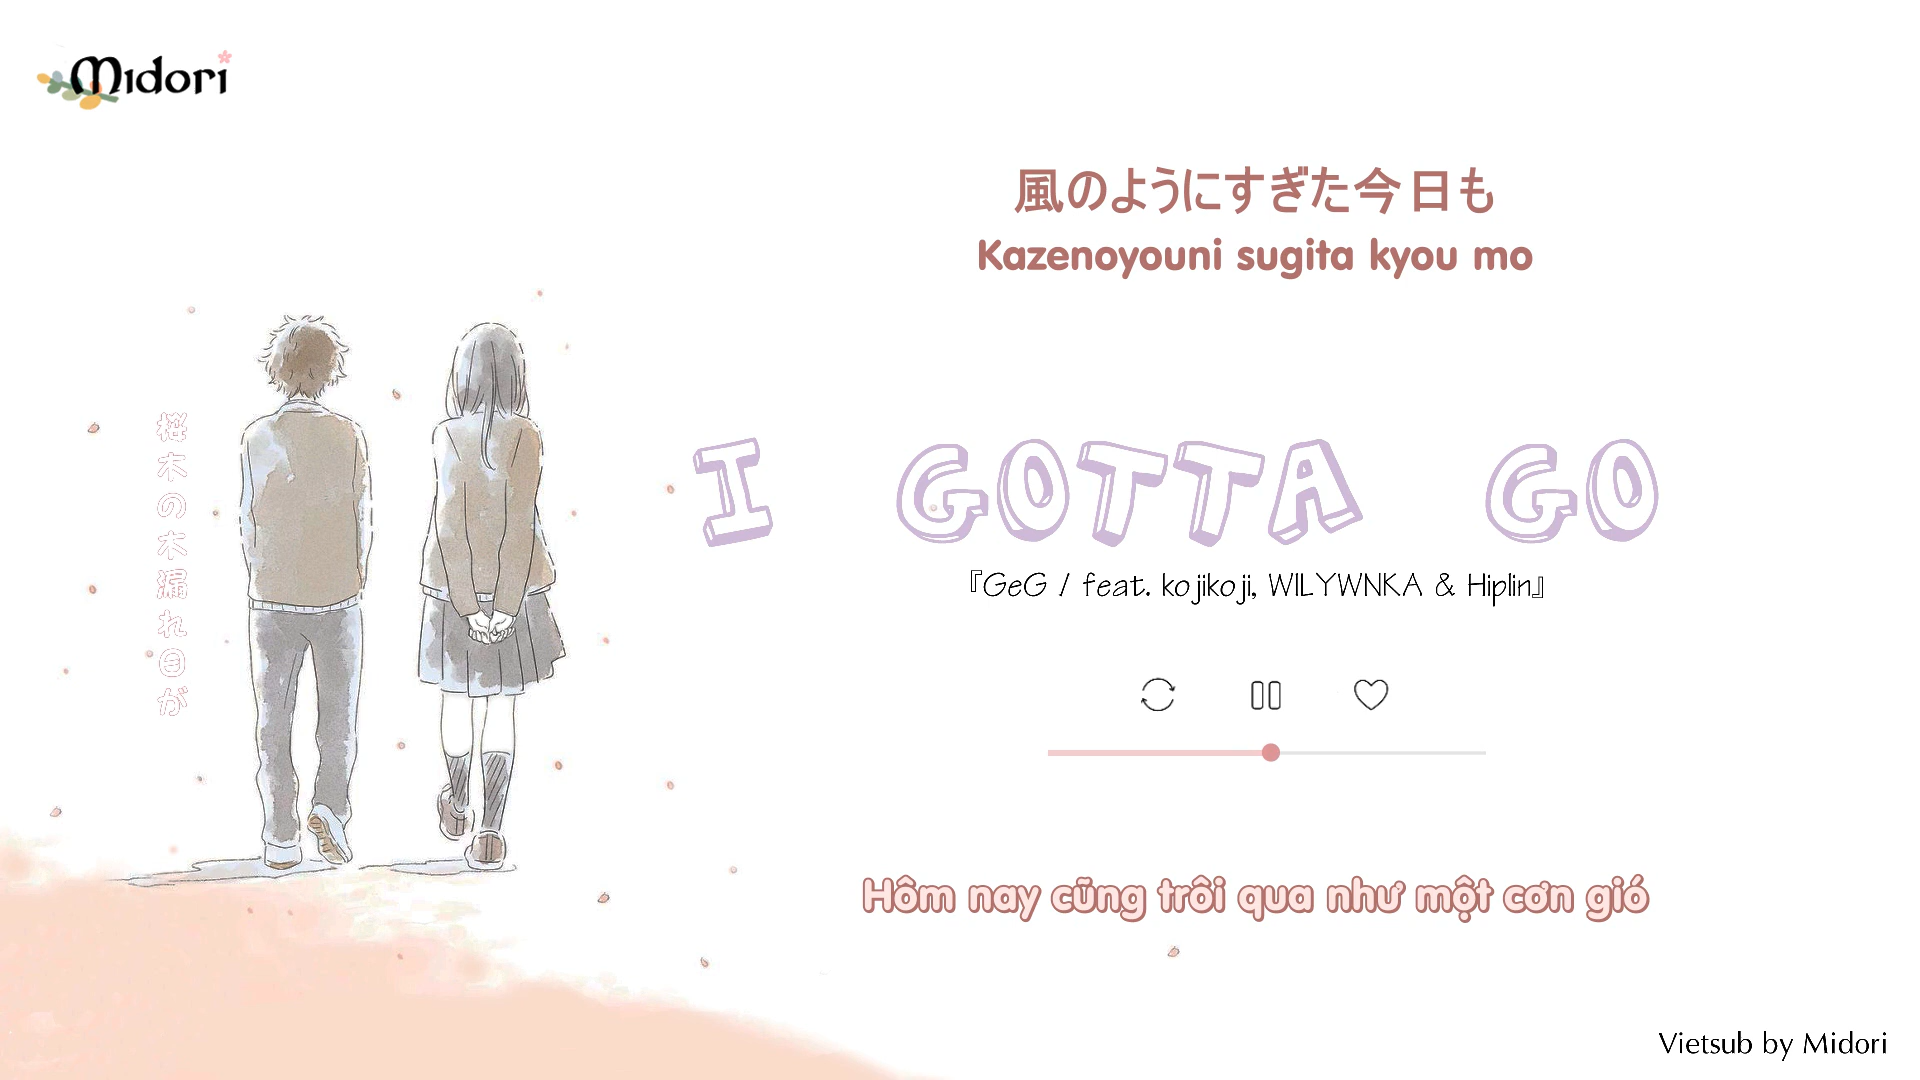 Midori
風のようにすぎた今日も
Kazenoyouni sugita kyou mo
桜木の木漏れ日が
I GOTTA GO
『GeG / feat. kojikoji, WILYWNKA & Hiplin』
Hôm nay cũng trôi qua như một cơn gió
Vietsub by Midori